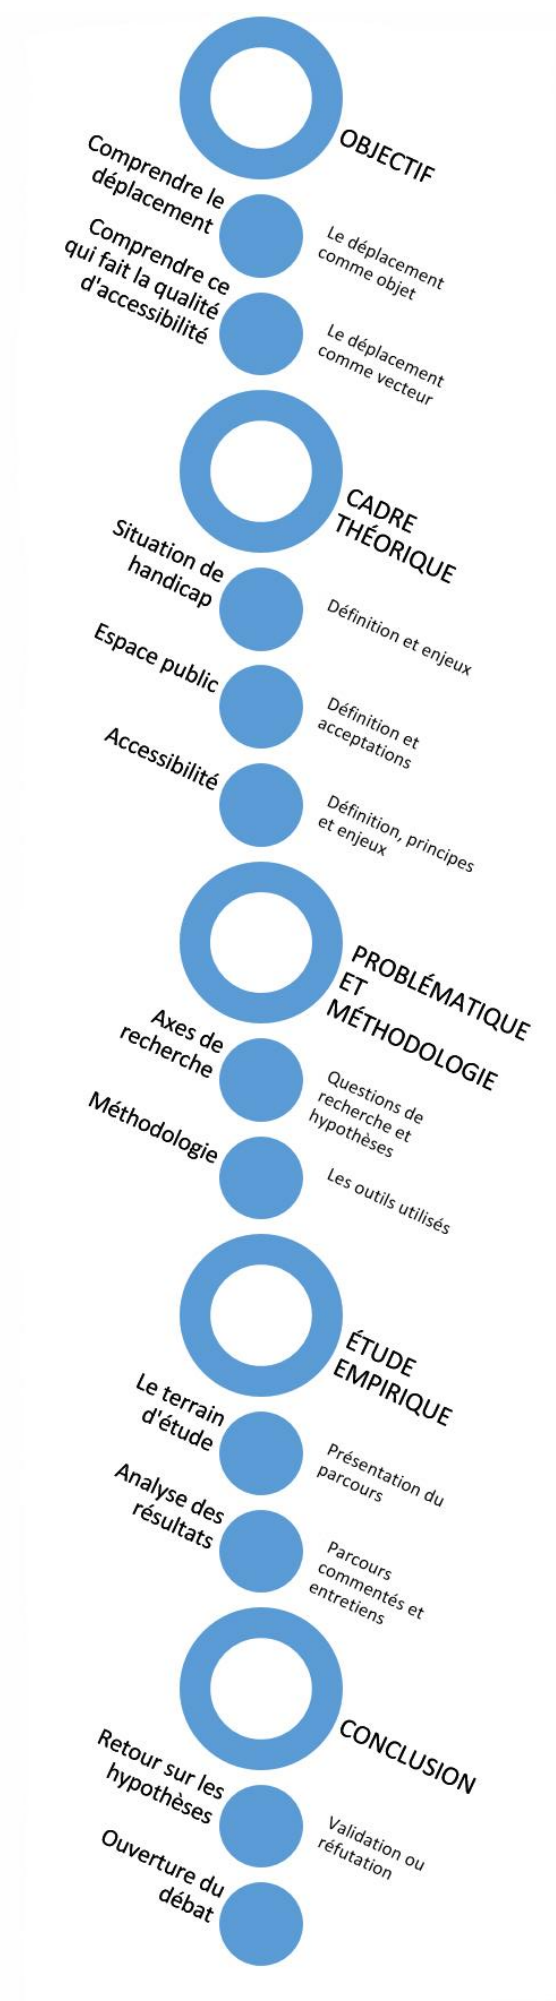 OBJECTIF
Comprendre le
déplacement
Le déplacement
comme objet
Comprendre ce
qui fait la qualité
d'accessibilité
Le déplacement
comme vecteur
CADRE
THÉORIQUE
Situation de
handicap
Définition et enjeux
Espace public
Définition et
acceptations
Accessibilité
Définition, principes
et enjeux
PROBLÉMATIQUE
ET
MÉTHODOLOGIE
Axes de
recherche
Questions de
recherche et
hypothèses
Méthodologie
Les outils utilisés
ÉTUDE
EMPIRIQUE
Le terrain
d'étude
Présentation du
parcours
Analyse des
résultats
Parcours
commentés et
entretiens
CONCLUSION
Retour sur les
hypothèses
Validation ou
réfutation
Ouverture du
débat